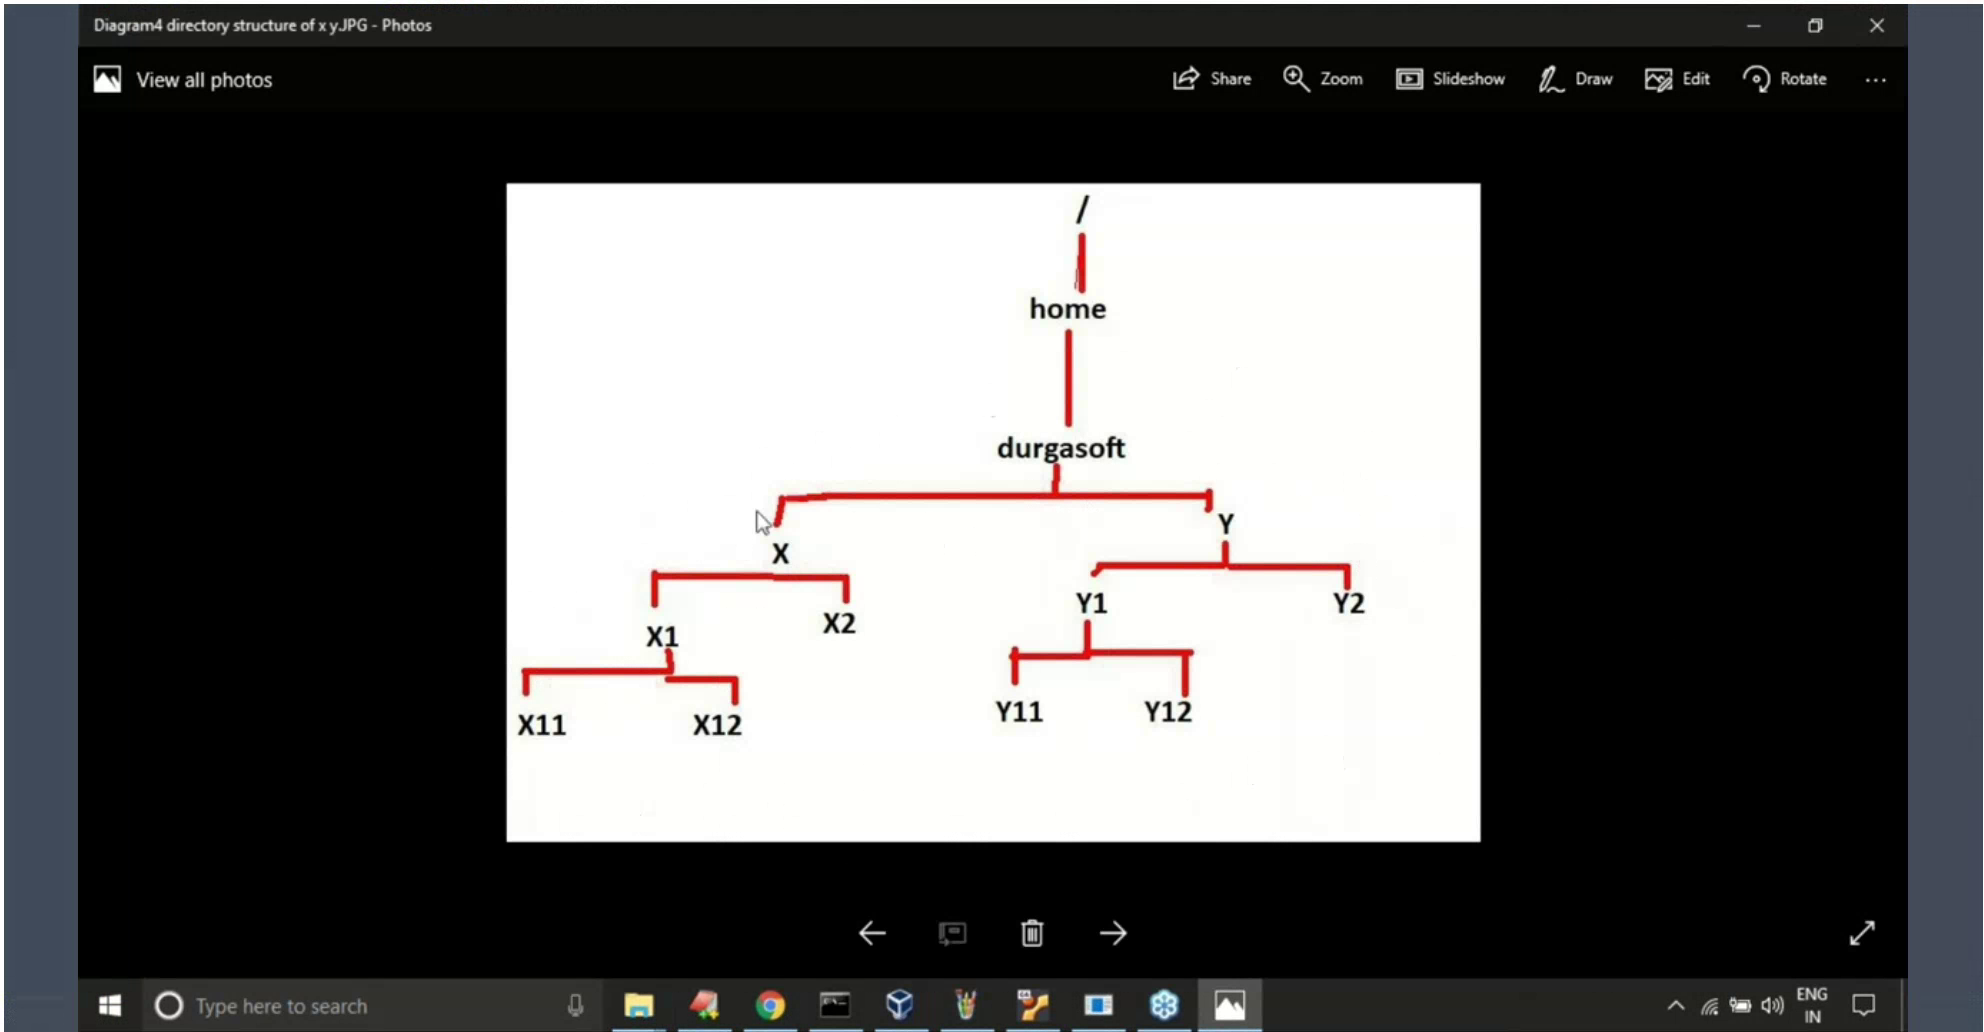 Diagram4 directory structure of x y.JPG - Photos
View all photos
Share Zoom Slideshow Draw Edit Rotate ...
/
home
durgasoft
X Y
X1 X2 Y1 Y2
X11 X12 Y11 Y12
Type here to search
ENG
IN